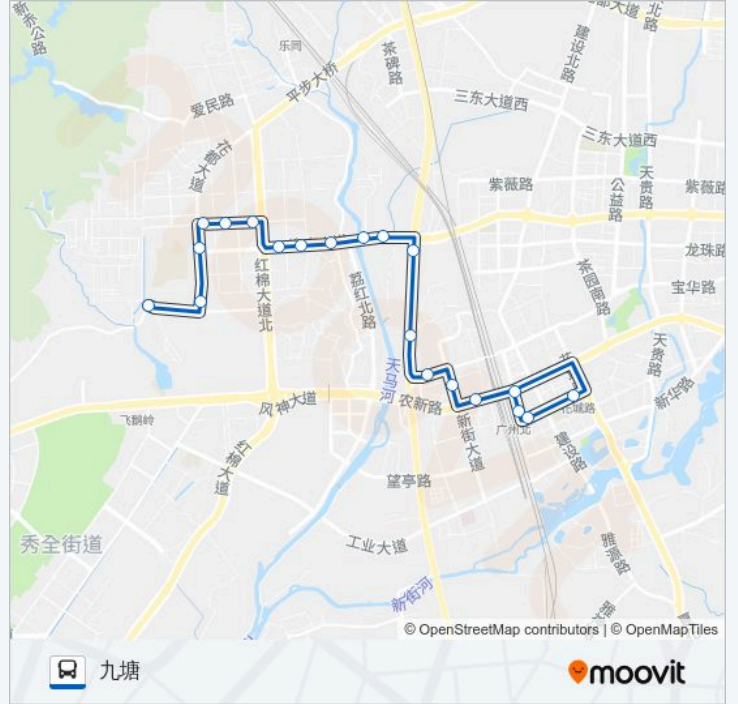 新赤公路
乐同
茶碑路
都大道
北路
建设北路
平步大桥
爱民路
三东大道西
三东大道西
花都大道
紫薇路
公益路
天贵路
紫薇路
龙珠路
红棉大道北
荔红北路
茶园南路
宝华路
天马河
天贵路
新华路
风神大道
农新路
花城路
飞鹅岭
新街大道
广州北
建设路
红棉大道
望亭路
秀全街道
工业大道
雅源路
新街河
© OpenStreetMap contributors | © OpenMapTiles
九塘
moovit